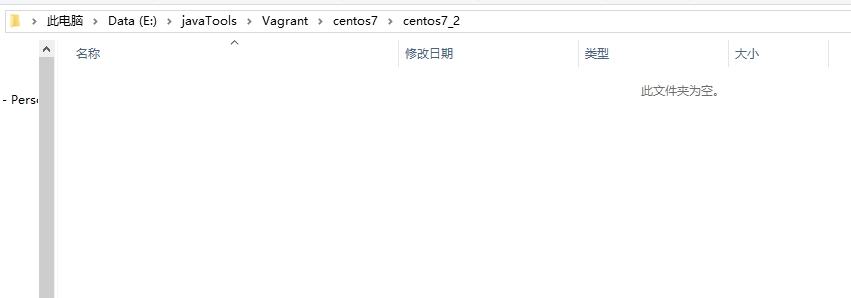 此电脑 > Data (E:) > javaTools > Vagrant > centos7 > centos7_2
名称 修改日期 类型 大小
此文件夹为空。
- Perso